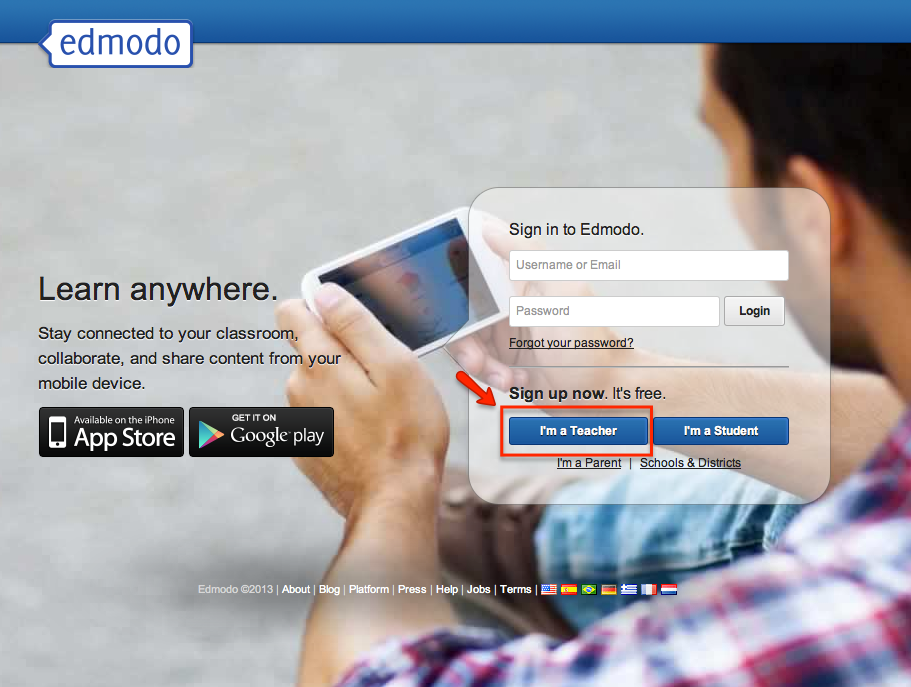 edmodo
Sign in to Edmodo.
Username or Email
Password
Login
Forgot your password?
Learn anywhere.
Stay connected to your classroom,
collaborate, and share content from your
mobile device.
Available on the iPhone
App Store
GET IT ON
Google play
Sign up now. It's free.
I'm a Teacher
I'm a Student
I'm a Parent | Schools & Districts
Edmodo ©2013 | About | Blog | Platform | Press | Help | Jobs | Terms |